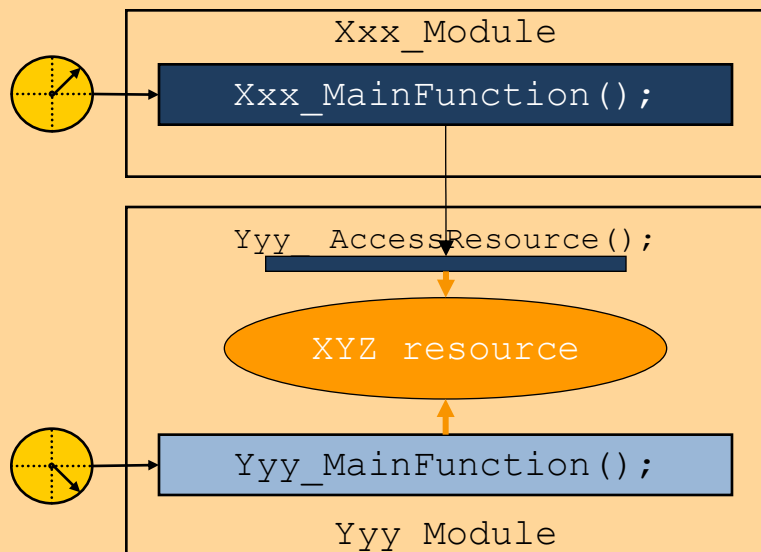 Xxx_Module
Xxx_MainFunction();
Yyy_ AccessResource();
XYZ resource
Yyy_MainFunction();
Yyy Module